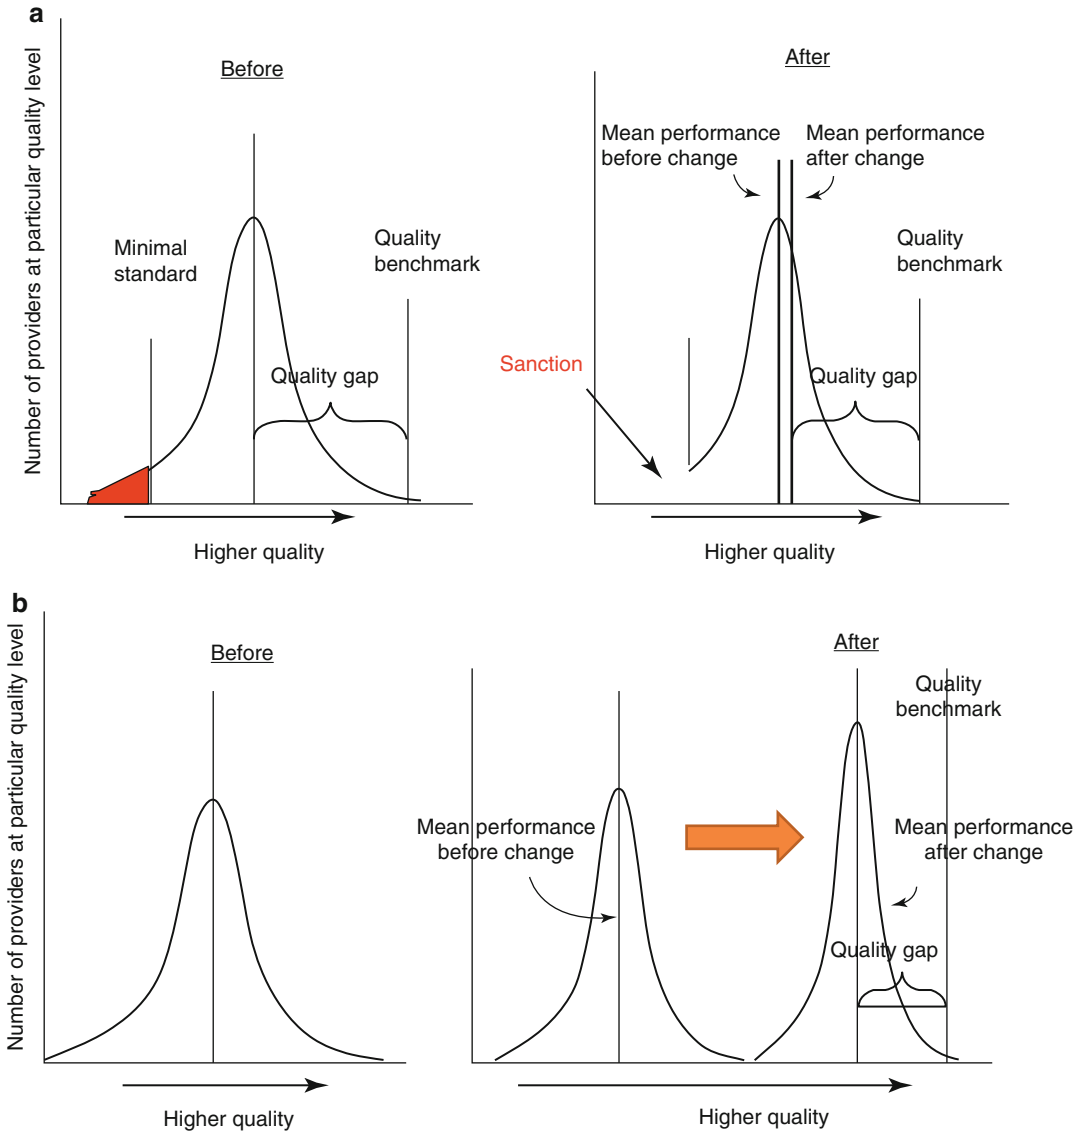 a
Number of providers at particular quality level
Before
Minimal
standard
Quality
benchmark
Quality gap
Higher quality
After
Mean performance
before change
Mean performance
after change
Quality
benchmark
Sanction
Quality gap
Higher quality
b
Number of providers at particular quality level
Before
Higher quality
After
Quality
benchmark
Mean performance
before change
Mean performance
after change
Quality gap
Higher quality